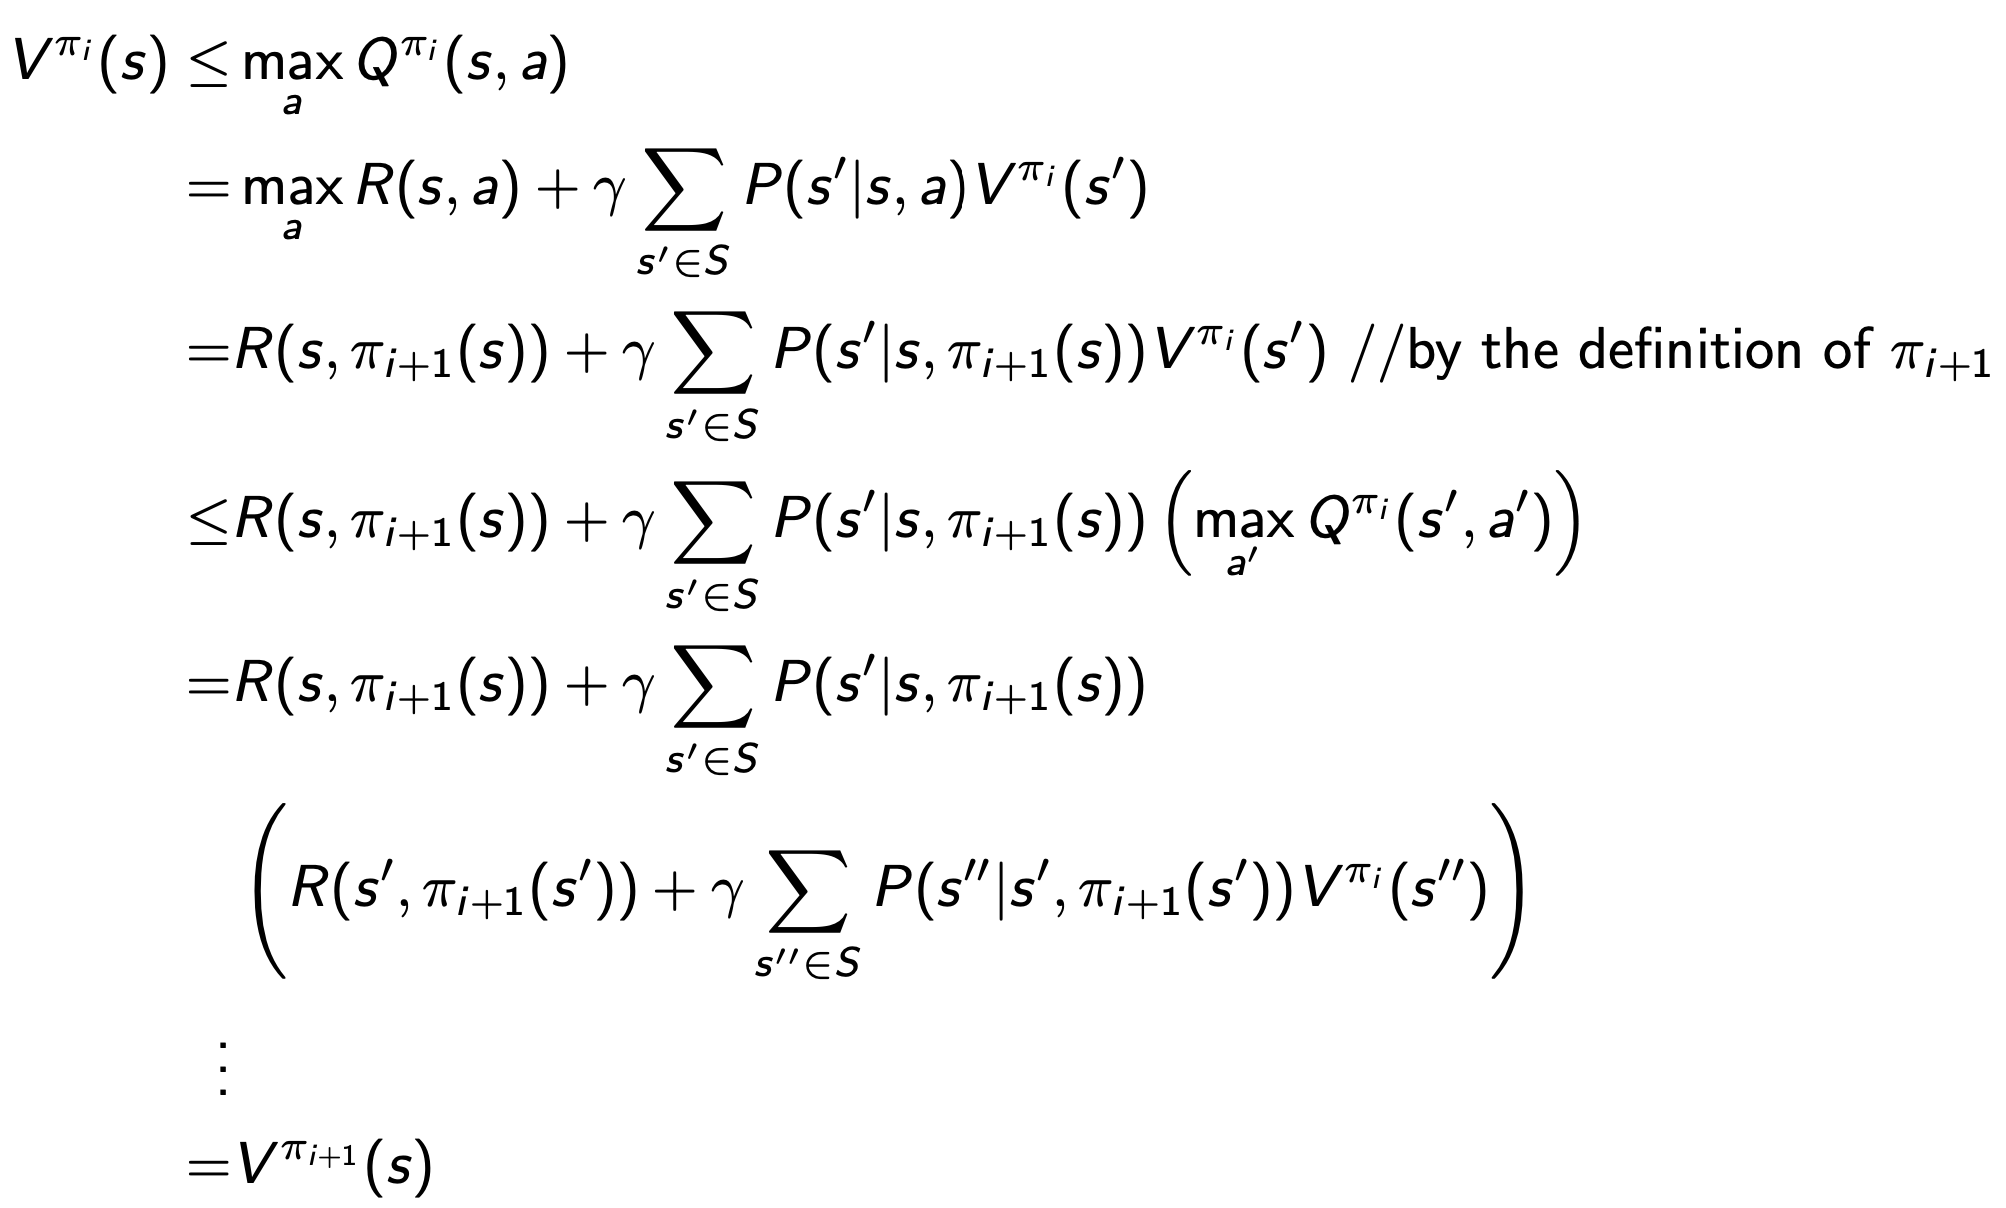 V^{π_i}(s) ≤ max_a Q^{π_i}(s, a)
= max_a R(s, a) + γ ∑_{s′∈S} P(s′|s, a)V^{π_i}(s′)
=R(s, π_{i+1}(s)) + γ ∑_{s′∈S} P(s′|s, π_{i+1}(s))V^{π_i}(s′) //by the definition of π_{i+1}
≤R(s, π_{i+1}(s)) + γ ∑_{s′∈S} P(s′|s, π_{i+1}(s)) (max_{a′} Q^{π_i}(s′, a′))
=R(s, π_{i+1}(s)) + γ ∑_{s′∈S} P(s′|s, π_{i+1}(s))
(R(s′, π_{i+1}(s′)) + γ ∑_{s″∈S} P(s″|s′, π_{i+1}(s′))V^{π_i}(s″))
⋮
=V^{π_{i+1}}(s)